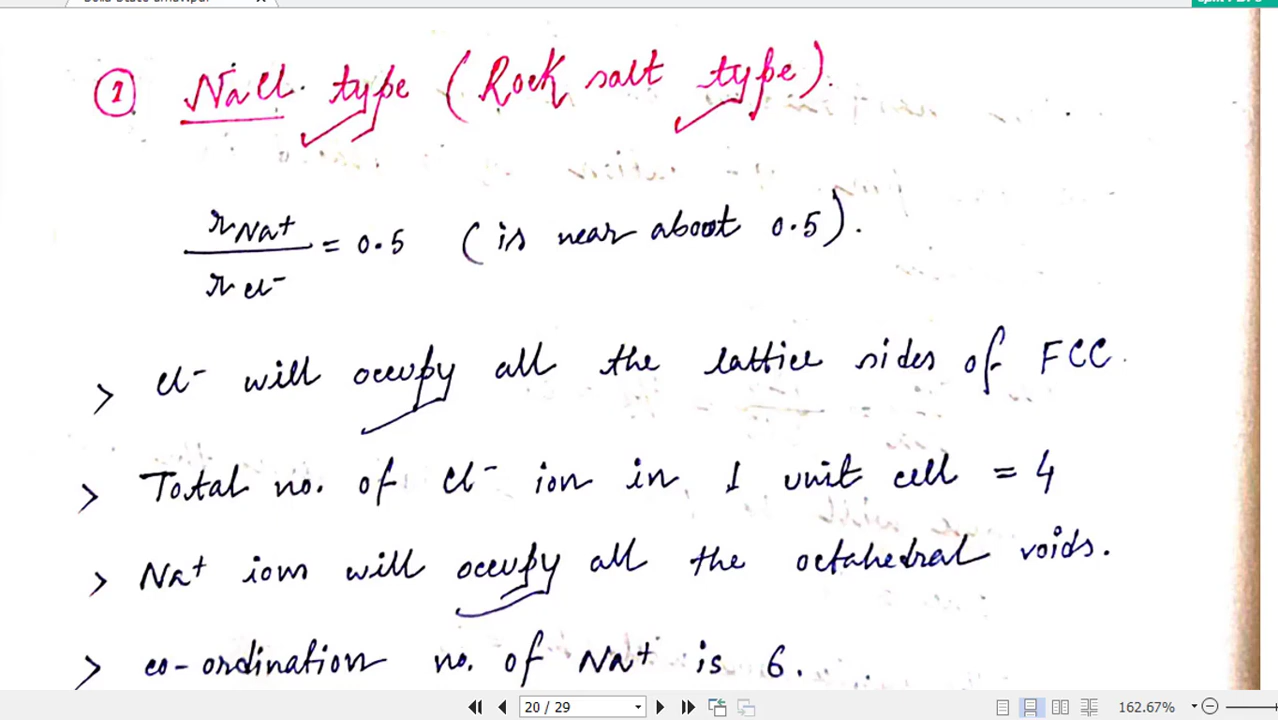 ① NaCl type (Rock salt type).
rNa+ / rCl- = 0.5 (is near about 0.5).
> Cl- will occupy all the lattice sides of FCC.
> Total no. of Cl- ion in 1 unit cell = 4
> Na+ ions will occupy all the octahedral voids.
> co-ordination no. of Na+ is 6.
20 / 29
162.67%